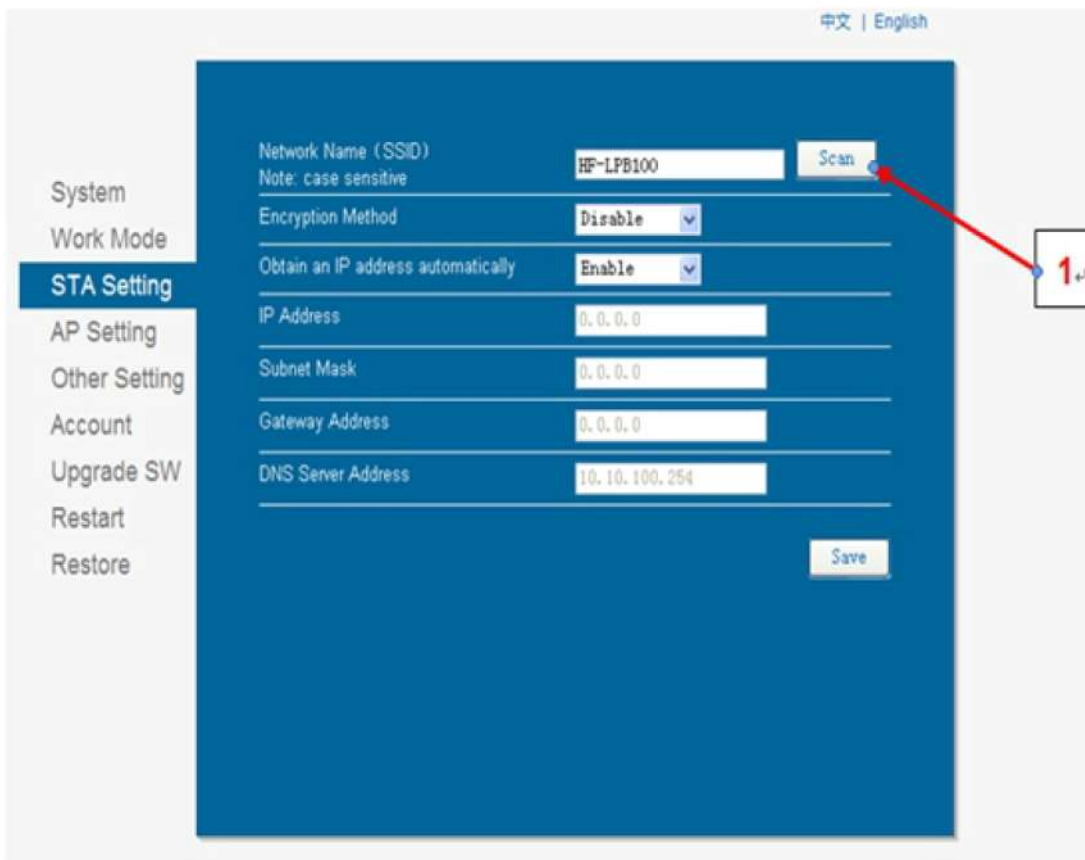 中文 | English
System
Work Mode
STA Setting
AP Setting
Other Setting
Account
Upgrade SW
Restart
Restore
Network Name (SSID)
Note: case sensitive
HF-LPB100
Scan
Encryption Method
Disable
Obtain an IP address automatically
Enable
IP Address
0.0.0.0
Subnet Mask
0.0.0.0
Gateway Address
0.0.0.0
DNS Server Address
10.10.100.254
Save
1